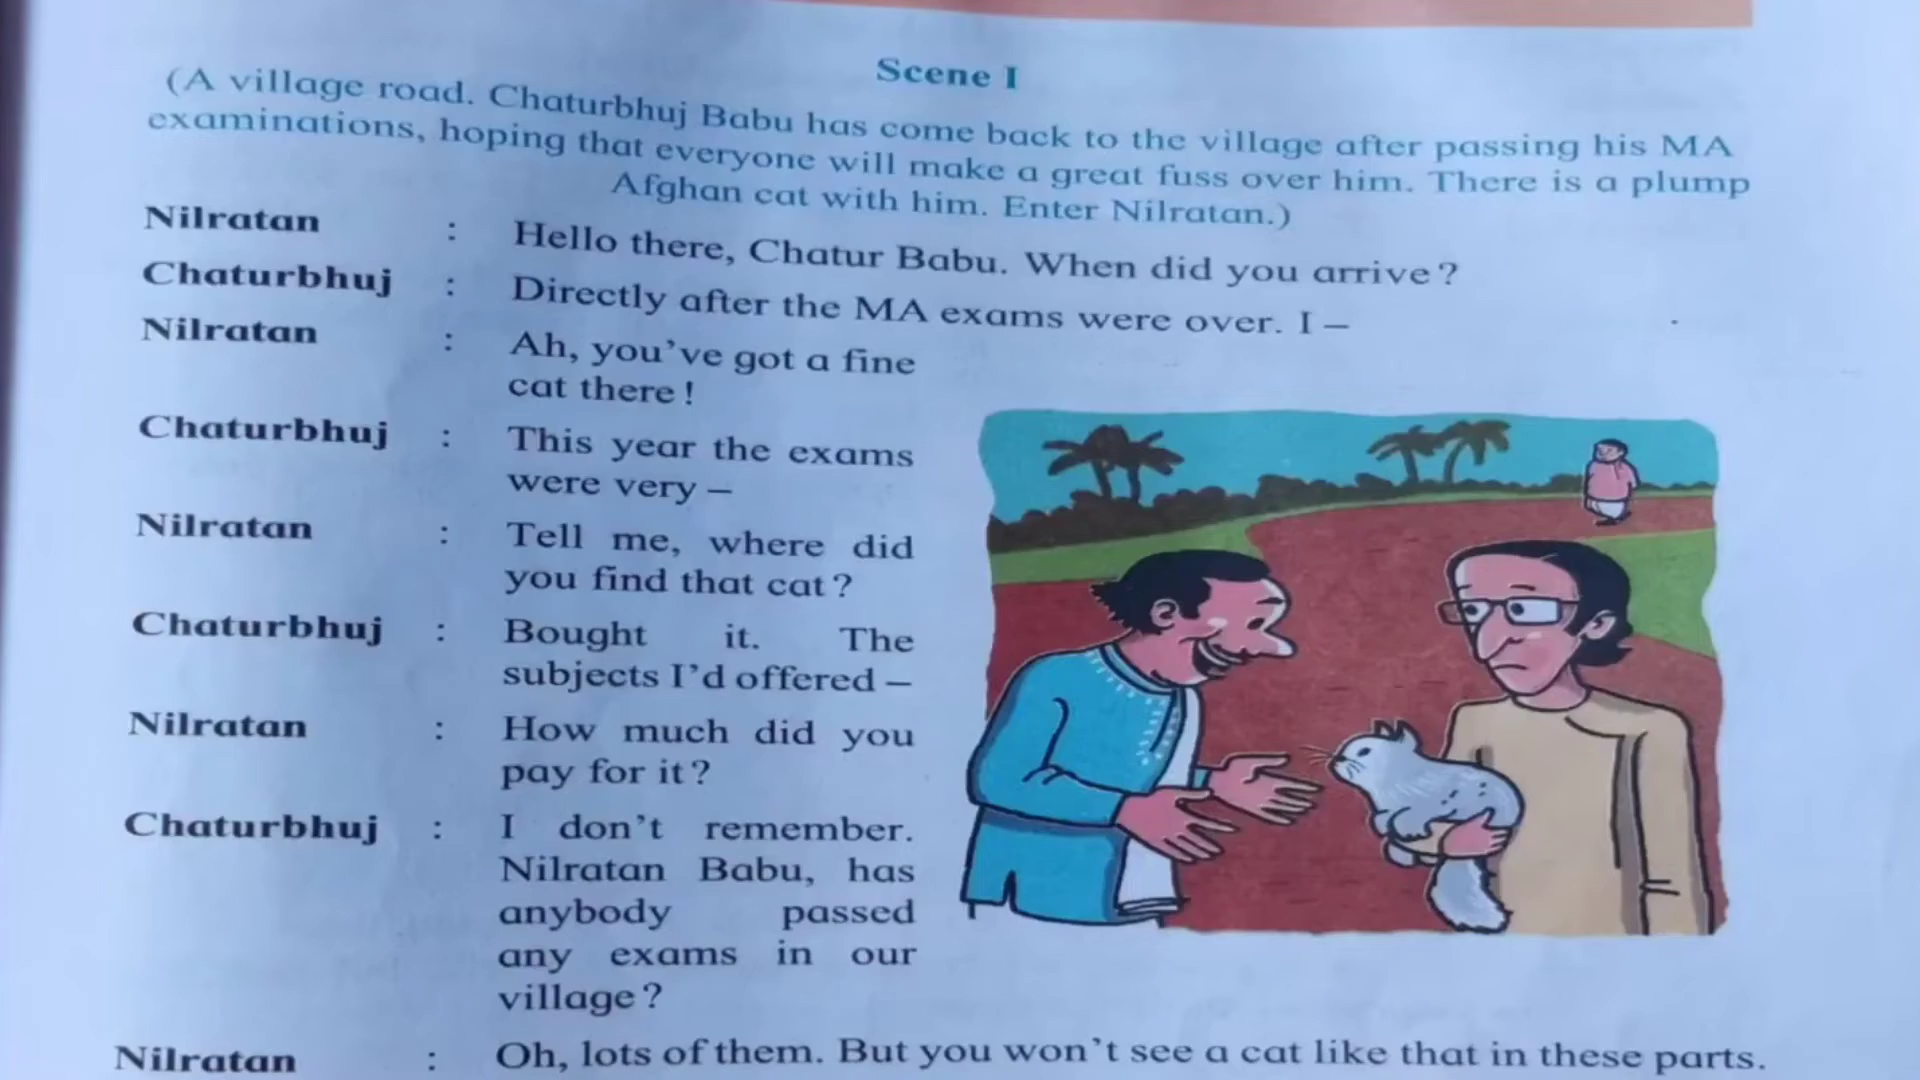 Scene I
(A village road. Chaturbhuj Babu has come back to the village after passing his MA
examinations, hoping that everyone will make a great fuss over him. There is a plump
Afghan cat with him. Enter Nilratan.)
Nilratan : Hello there, Chatur Babu. When did you arrive?
Chaturbhuj : Directly after the MA exams were over. I –
Nilratan : Ah, you've got a fine
cat there!
Chaturbhuj : This year the exams
were very –
Nilratan : Tell me, where did
you find that cat?
Chaturbhuj : Bought it. The
subjects I'd offered –
Nilratan : How much did you
pay for it?
Chaturbhuj : I don't remember.
Nilratan Babu, has
anybody passed
any exams in our
village?
Nilratan : Oh, lots of them. But you won't see a cat like that in these parts.